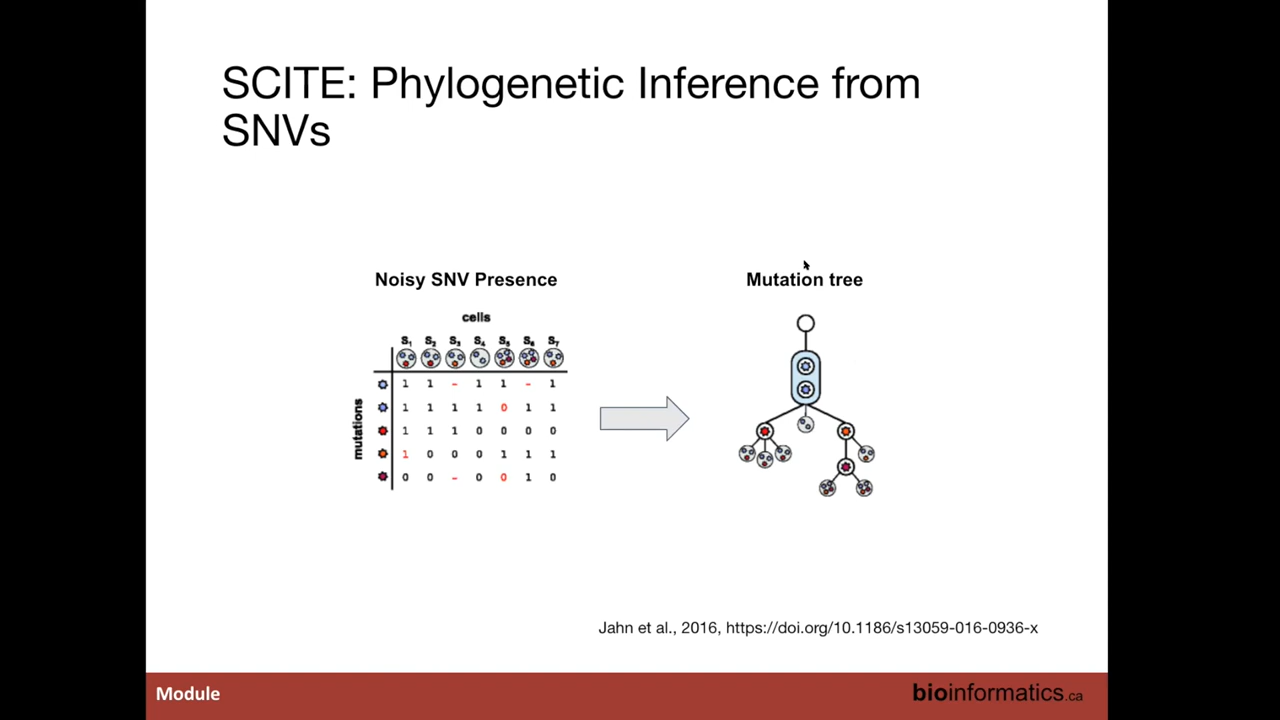 SCITE: Phylogenetic Inference from
SNVs
Noisy SNV Presence
Mutation tree
cells
S1 S2 S3 S4 S5 S6 S7
mutations
1 1 - 1 1 - 1
1 1 1 1 0 1 1
1 1 1 0 0 0 0
1 0 0 0 1 1 1
0 0 - 0 0 1 0
Jahn et al., 2016, https://doi.org/10.1186/s13059-016-0936-x
Module
bioinformatics.ca